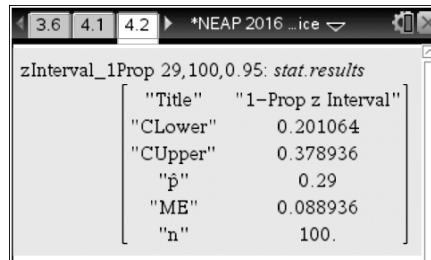 3.6 4.1 4.2 *NEAP 2016 …ice
zInterval_1Prop 29,100,0.95: stat.results
"Title" "1-Prop z Interval"
"CLower" 0.201064
"CUpper" 0.378936
"p̂" 0.29
"ME" 0.088936
"n" 100.